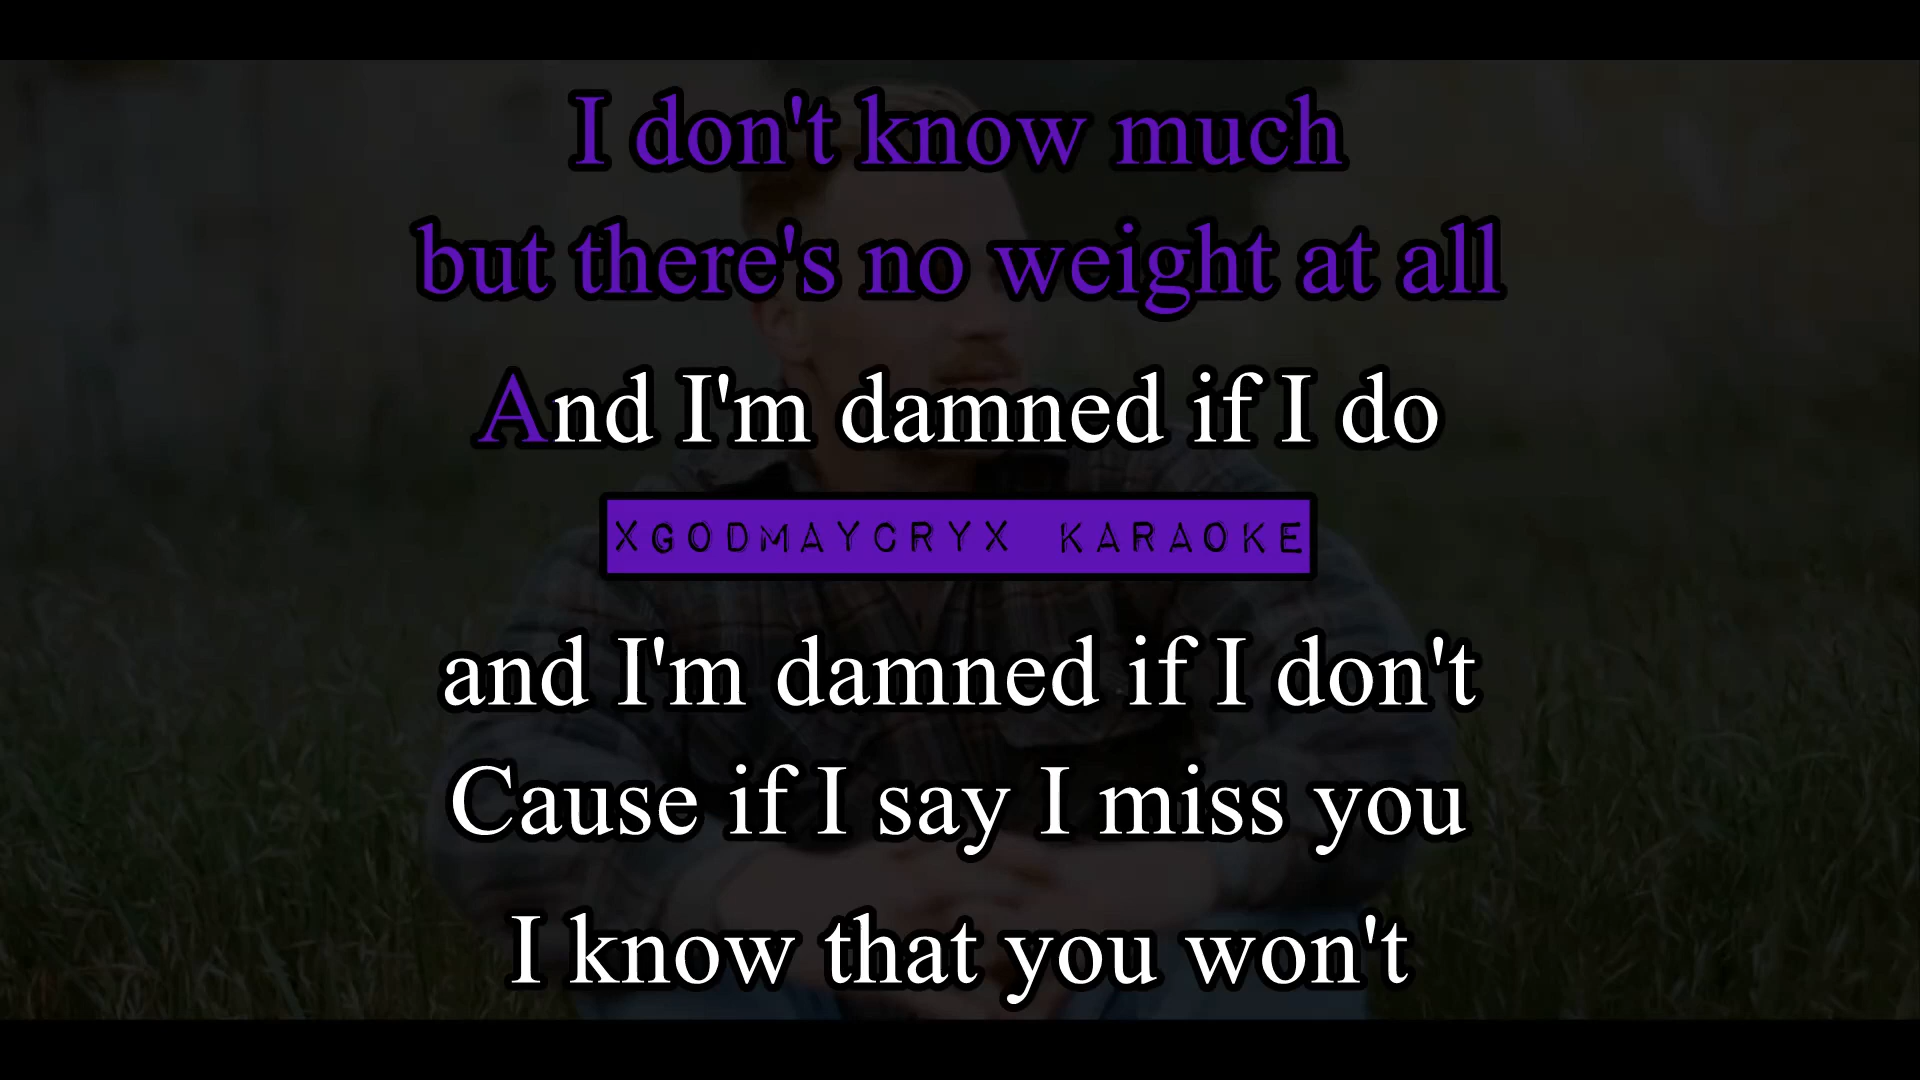 I don't know much
but there's no weight at all
And I'm damned if I do
XGODMAYCRYX KARAOKE
and I'm damned if I don't
Cause if I say I miss you
I know that you won't